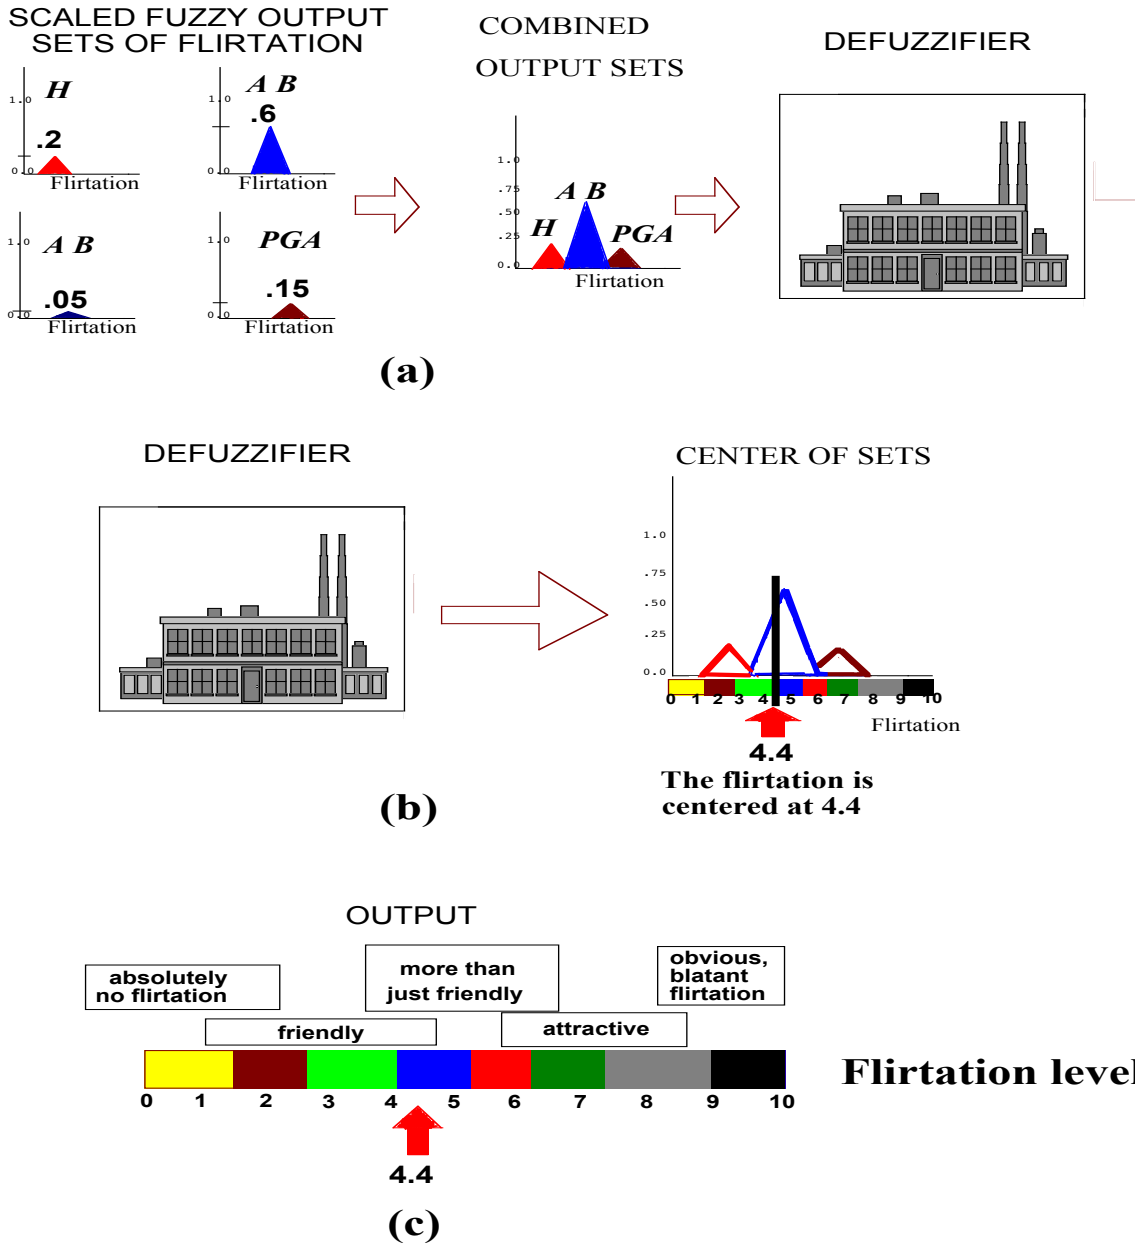 SCALED FUZZY OUTPUT
SETS OF FLIRTATION
COMBINED
OUTPUT SETS
DEFUZZIFIER
H
1.0
.2
0.0
Flirtation
A B
1.0
.6
0.0
Flirtation
A B
1.0
.05
0.0
Flirtation
PGA
1.0
.15
0.0
Flirtation
1.0
.75
A B
.50
H
PGA
.25
0.0
Flirtation
(a)
DEFUZZIFIER
CENTER OF SETS
1.0
.75
.50
.25
0.0
0 1 2 3 4 5 6 7 8 9 10
Flirtation
4.4
The flirtation is
centered at 4.4
(b)
OUTPUT
absolutely
no flirtation
more than
just friendly
obvious,
blatant
flirtation
friendly
attractive
Flirtation level
0 1 2 3 4 5 6 7 8 9 10
4.4
(c)